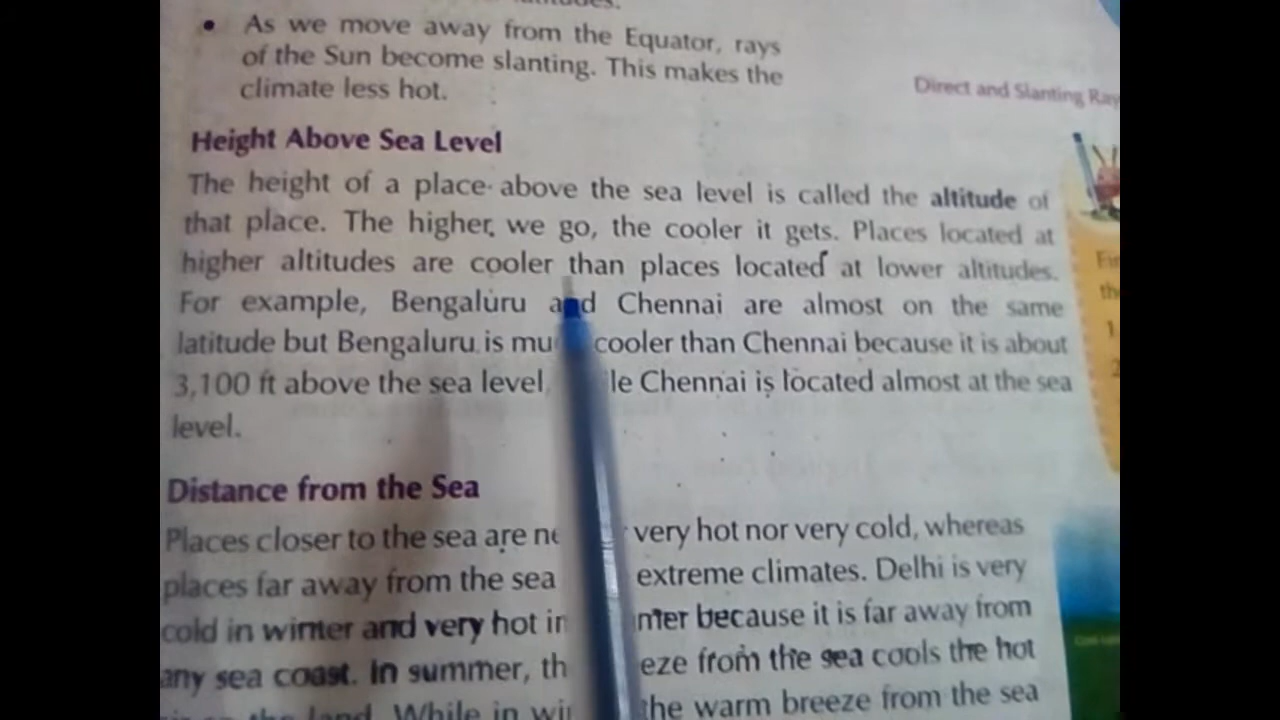 As we move away from the Equator, rays
of the Sun become slanting. This makes the
climate less hot.
Direct and Slanting Ray
Height Above Sea Level
The height of a place above the sea level is called the altitude of
that place. The higher we go, the cooler it gets. Places located at
higher altitudes are cooler than places located at lower altitudes.
For example, Bengaluru and Chennai are almost on the same
latitude but Bengaluru is mu cooler than Chennai because it is about
3,100 ft above the sea level, le Chennai is located almost at the sea
level.
1
2
Distance from the Sea
Places closer to the sea are ne very hot nor very cold, whereas
places far away from the sea extreme climates. Delhi is very
cold in winter and very hot in because it is far away from
any sea coast. In summer, th eze from the sea cools the hot
the land. While in wi the warm breeze from the sea